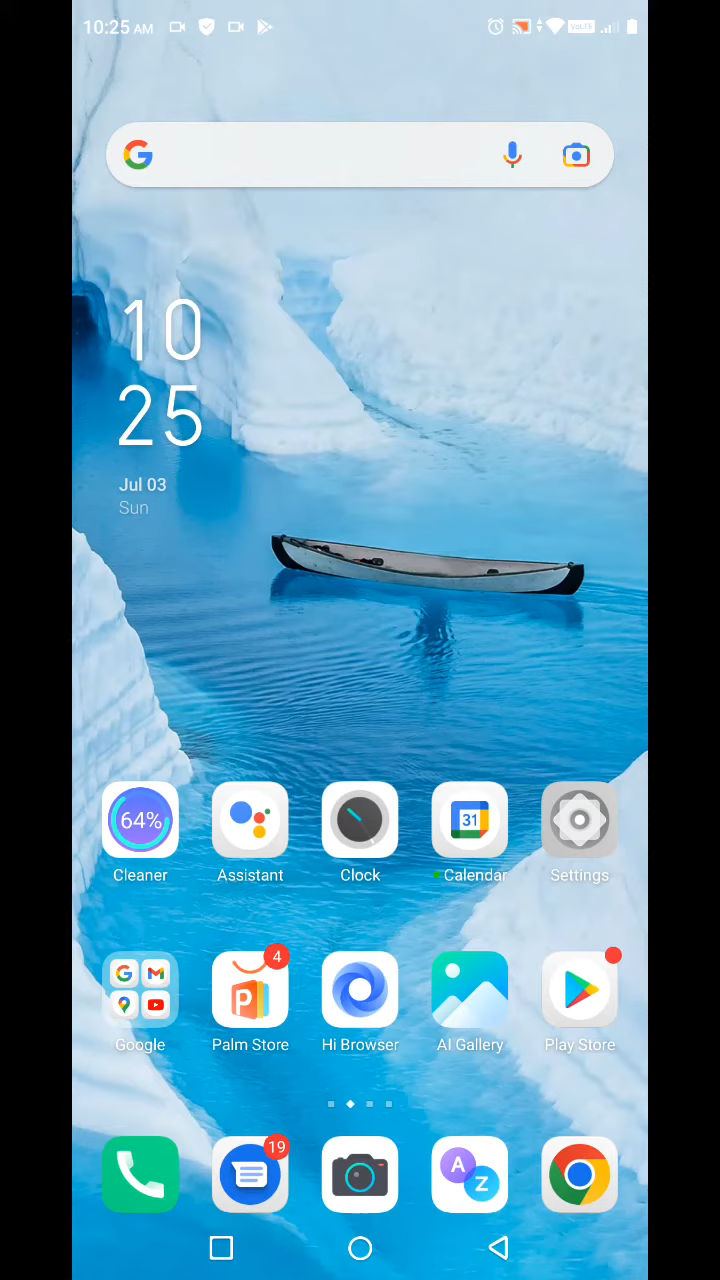 10:25 AM
VoLTE
10
25
Jul 03
Sun
64%
31
Cleaner
Assistant
Clock
Calendar
Settings
4
P
Google
Palm Store
Hi Browser
AI Gallery
Play Store
19
A
Z